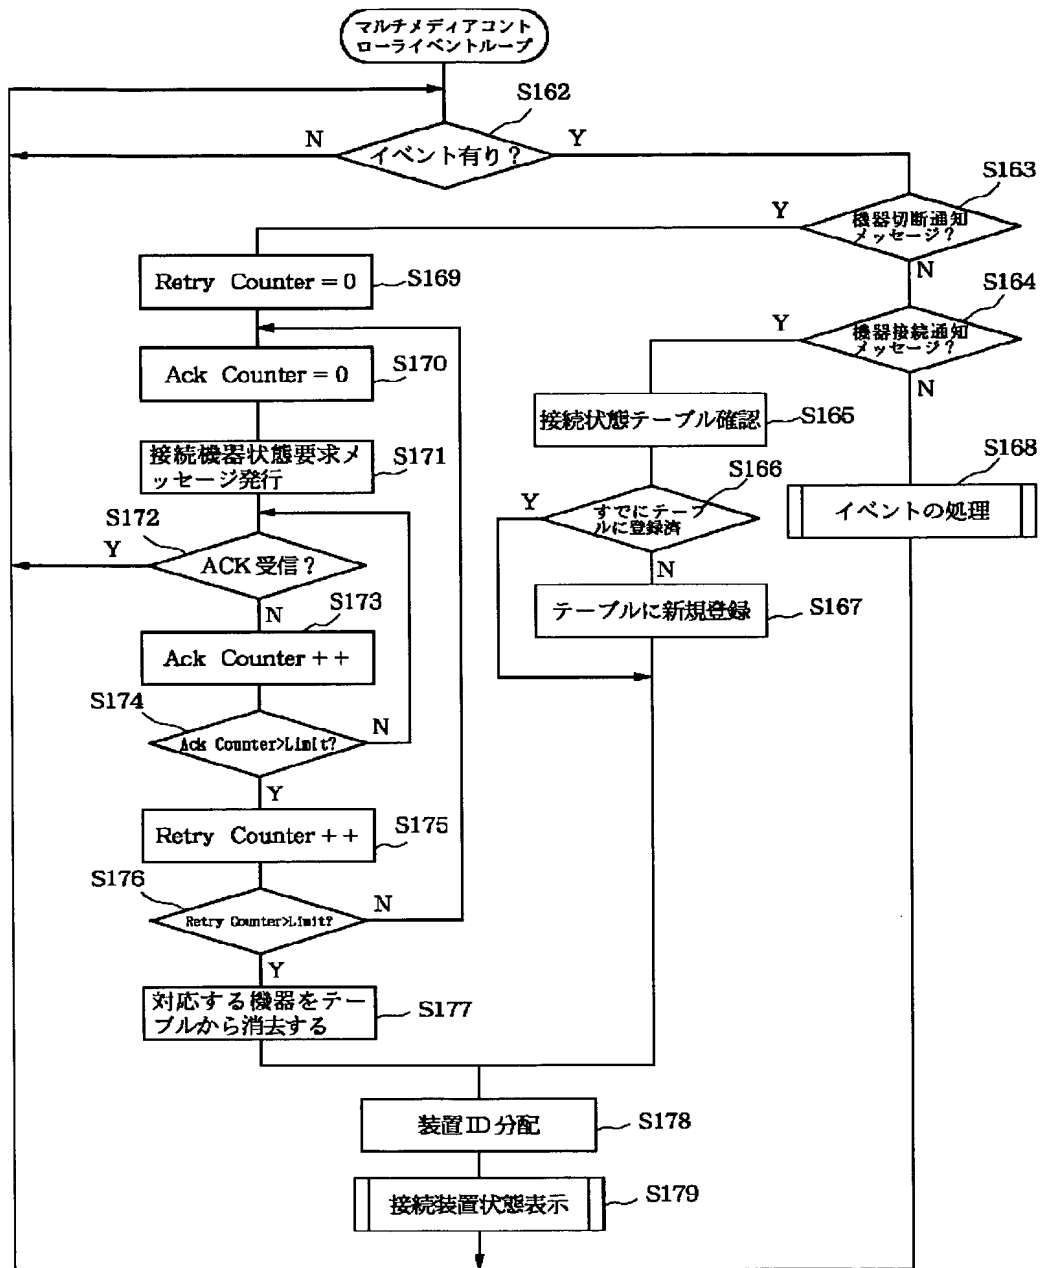 マルチメディアコント
ローライベントループ
S162
N
Y
イベント有り?
S163
Y
機器切断通知
メッセージ?
N
S169
Retry Counter = 0
S164
Y
機器接続通知
メッセージ?
N
S170
Ack Counter = 0
接続状態テーブル確認
S165
接続機器状態要求メ
ッセージ発行
S171
S166
Y
すでにテーブ
ルに登録済
N
S168
イベントの処理
S172
Y
ACK受信?
N
テーブルに新規登録
S167
S173
Ack Counter + +
S174
Ack Counter>Limit?
N
Y
Retry Counter + +
S175
S176
Retry Counter>Limit?
N
Y
対応する機器をテー
ブルから消去する
S177
装置ID分配
S178
接続装置状態表示
S179